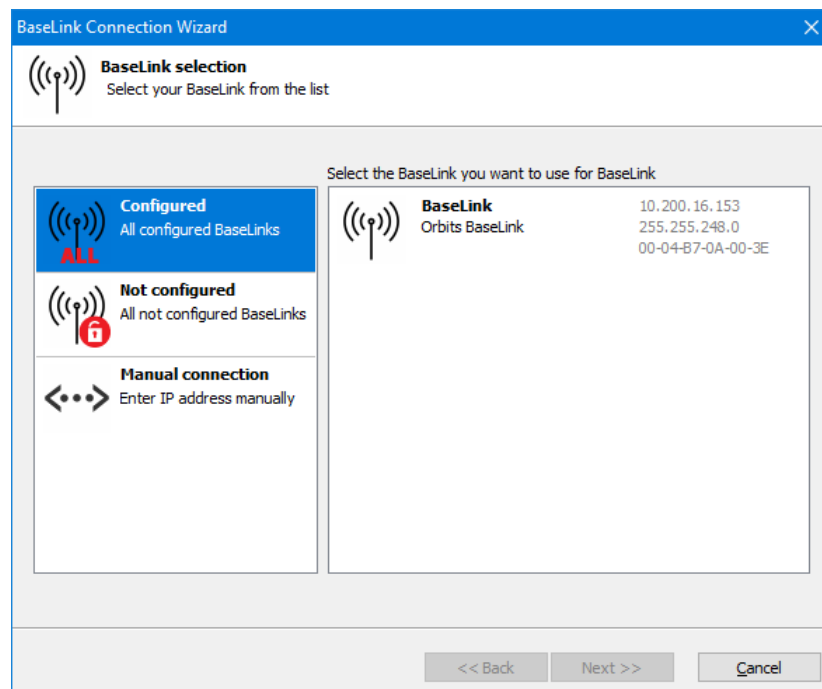 BaseLink Connection Wizard
BaseLink selection
Select your BaseLink from the list
Select the BaseLink you want to use for BaseLink
Configured
All configured BaseLinks
ALL
Not configured
All not configured BaseLinks
Manual connection
Enter IP address manually
BaseLink
Orbits BaseLink
10.200.16.153
255.255.248.0
00-04-B7-0A-00-3E
<< Back
Next >>
Cancel